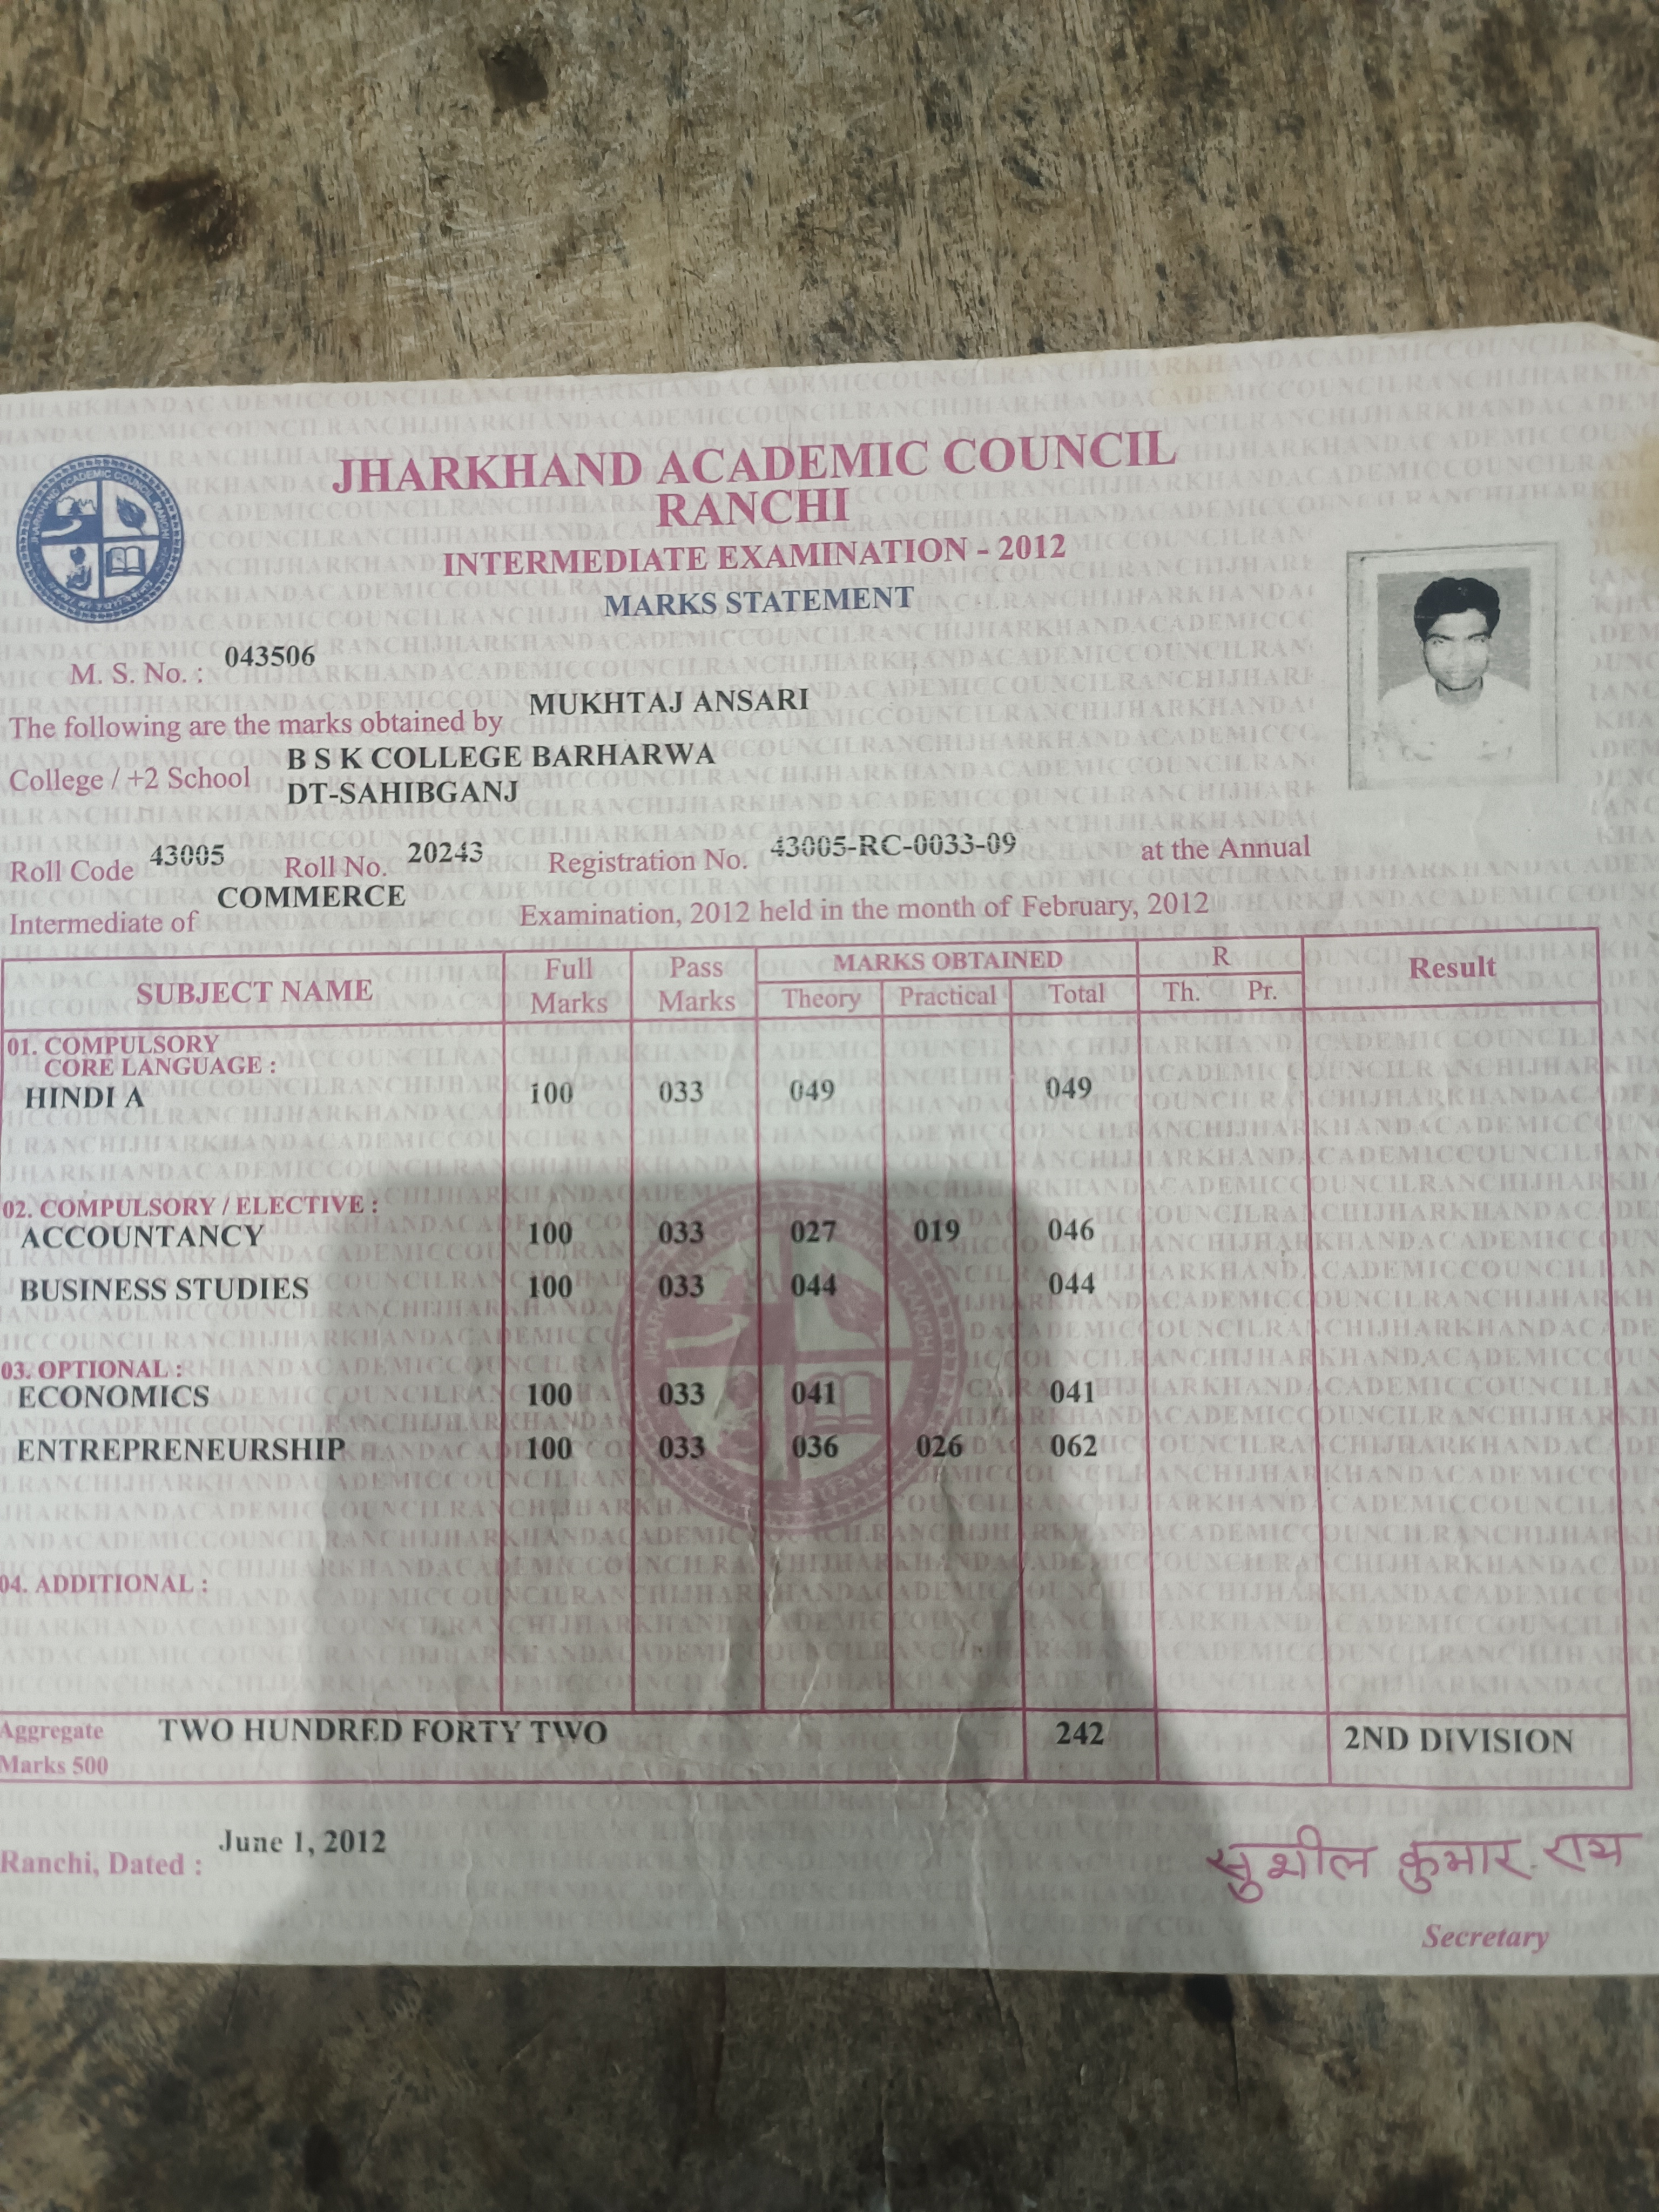 JHARKHAND ACADEMIC COUNCIL
RANCHI
INTERMEDIATE EXAMINATION - 2012
MARKS STATEMENT
M. S. No. : 043506
The following are the marks obtained by MUKHTAJ ANSARI
College / +2 School B S K COLLEGE BARHARWA
DT-SAHIBGANJ
Roll Code 43005 Roll No. 20243 Registration No. 43005-RC-0033-09 at the Annual
Intermediate of COMMERCE Examination, 2012 held in the month of February, 2012
SUBJECT NAME Full Marks Pass Marks MARKS OBTAINED R Result
Theory Practical Total Th. Pr.
01. COMPULSORY
CORE LANGUAGE :
HINDI A 100 033 049 049
02. COMPULSORY / ELECTIVE :
ACCOUNTANCY 100 033 027 019 046
BUSINESS STUDIES 100 033 044 044
03. OPTIONAL :
ECONOMICS 100 033 041 041
ENTREPRENEURSHIP 100 033 036 026 062
04. ADDITIONAL :
Aggregate Marks 500 TWO HUNDRED FORTY TWO 242 2ND DIVISION
Ranchi, Dated : June 1, 2012
सुशील कुमार राय
Secretary